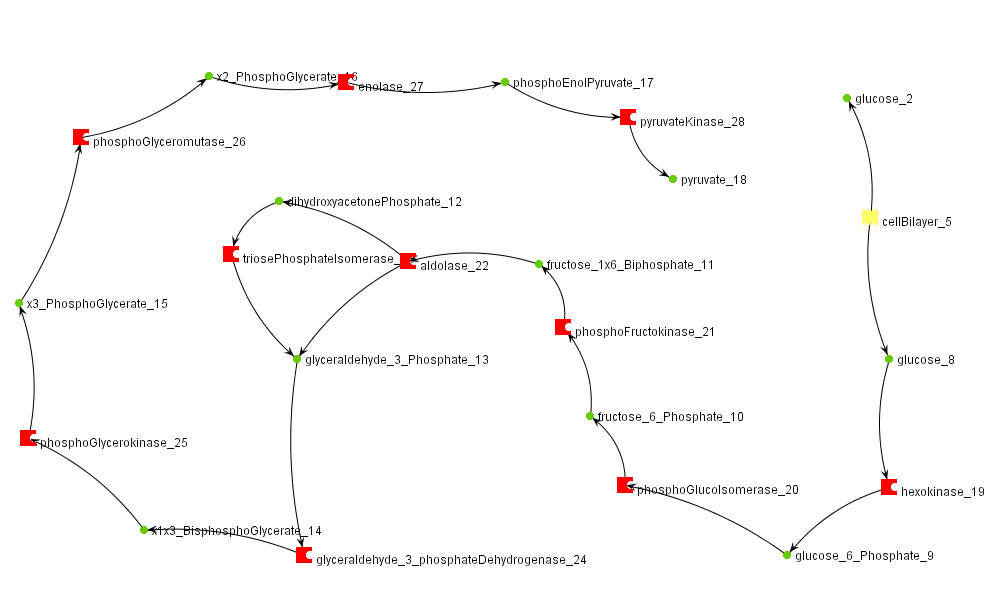 x2_PhosphoGlycerate_16
enolase_27
phosphoEnolPyruvate_17
glucose_2
pyruvateKinase_28
phosphoGlyceromutase_26
pyruvate_18
dihydroxyacetonePhosphate_12
cellBilayer_5
triosePhosphateIsomerase_
aldolase_22
fructose_1x6_Biphosphate_11
x3_PhosphoGlycerate_15
phosphoFructokinase_21
glyceraldehyde_3_Phosphate_13
glucose_8
fructose_6_Phosphate_10
phosphoGlycerokinase_25
phosphoGlucoIsomerase_20
hexokinase_19
x1x3_BisphosphoGlycerate_14
glyceraldehyde_3_phosphateDehydrogenase_24
glucose_6_Phosphate_9